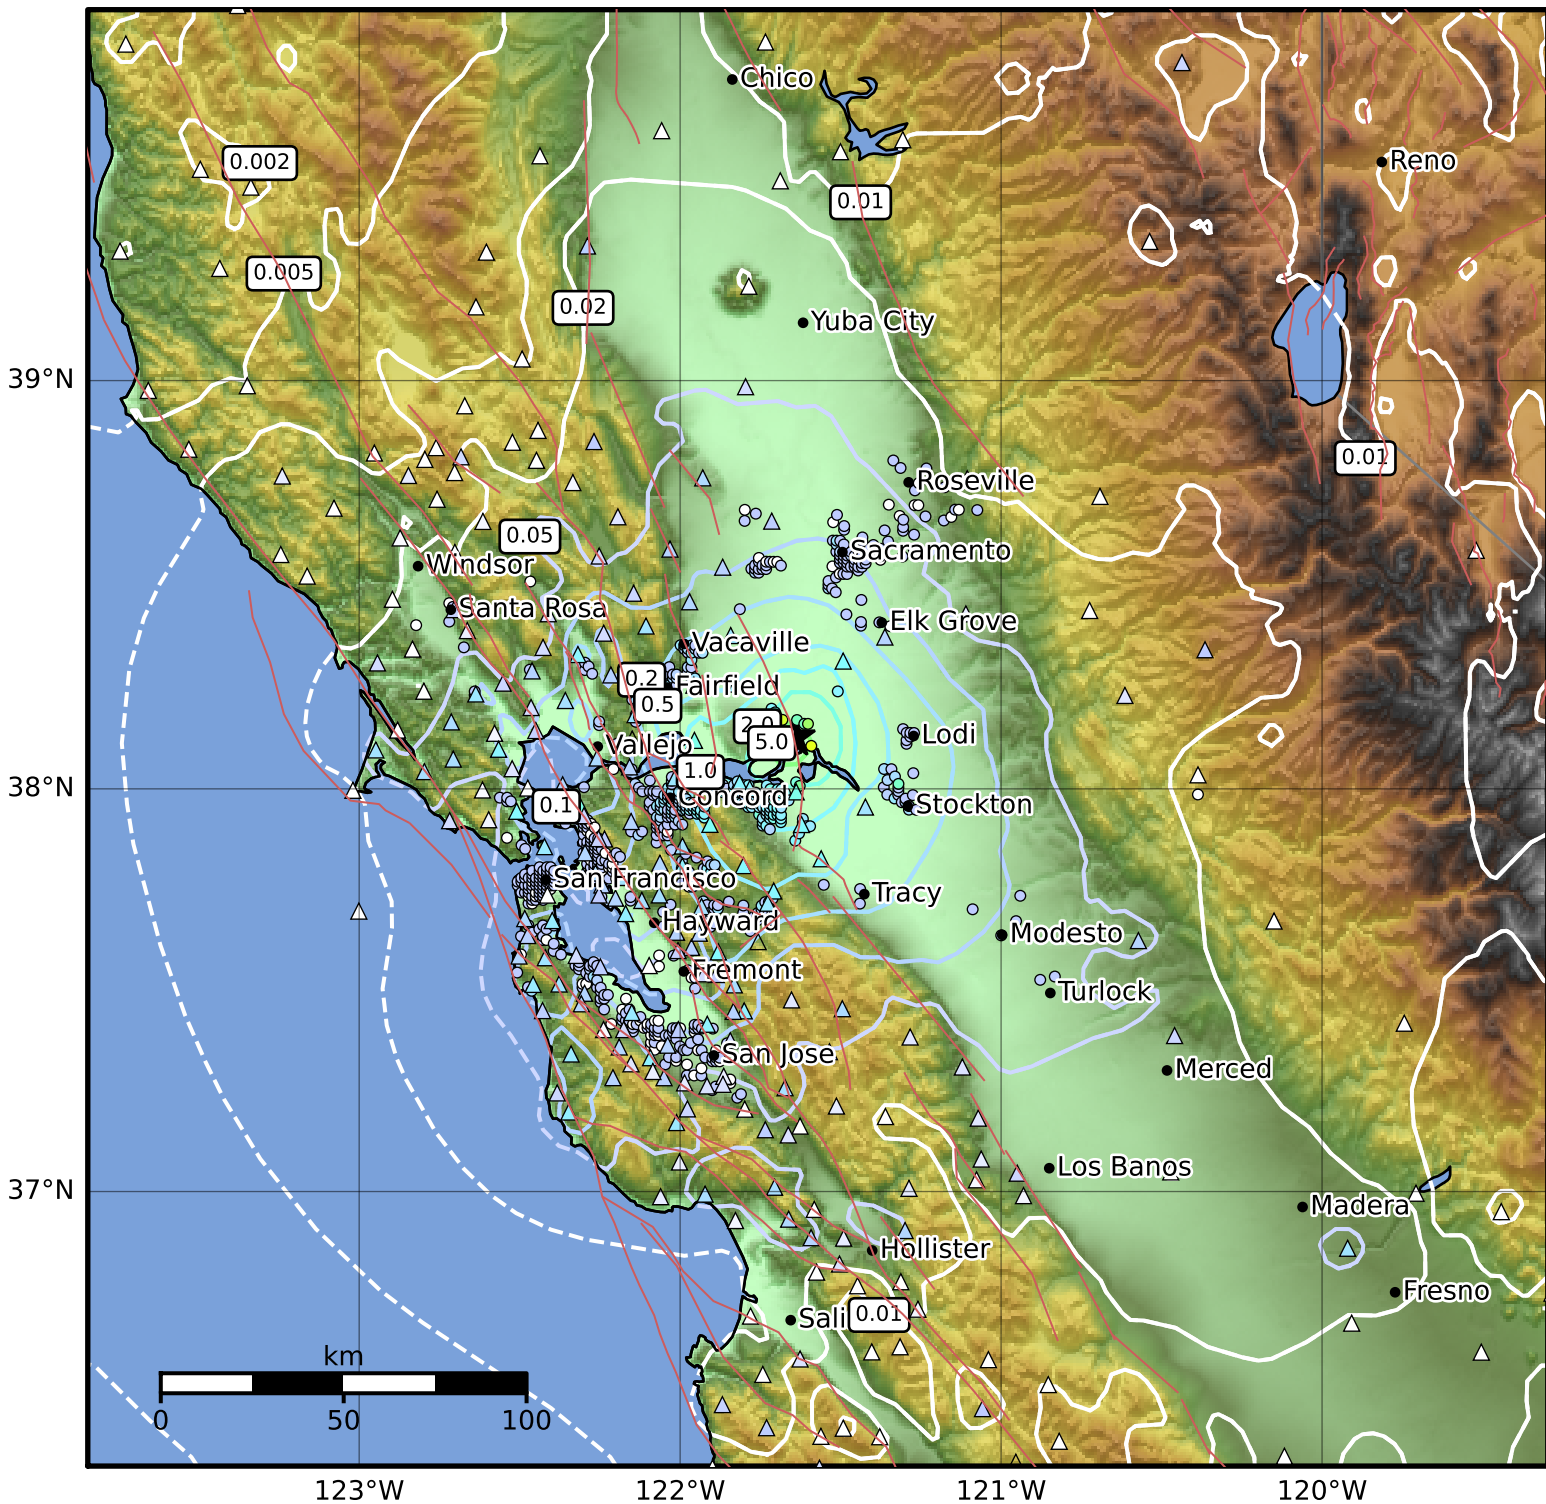 Chico
Reno
0.002
0.01
0.005
0.02
Yuba City
39°N
0.01
Roseville
0.05
Sacramento
Windsor
Santa Rosa
Elk Grove
Vacaville
0.2
Fairfield
0.5
2.0
5.0
Lodi
Vallejo
1.0
38°N
Concord
0.1
Stockton
San Francisco
Tracy
Hayward
Modesto
Fremont
Turlock
San Jose
Merced
Los Banos
37°N
Madera
Hollister
Fresno
Sali
0.01
km
0 50 100
123°W 122°W 121°W 120°W